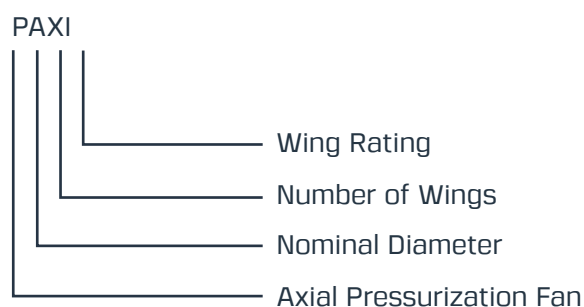 PAXI
Wing Rating
Number of Wings
Nominal Diameter
Axial Pressurization Fan